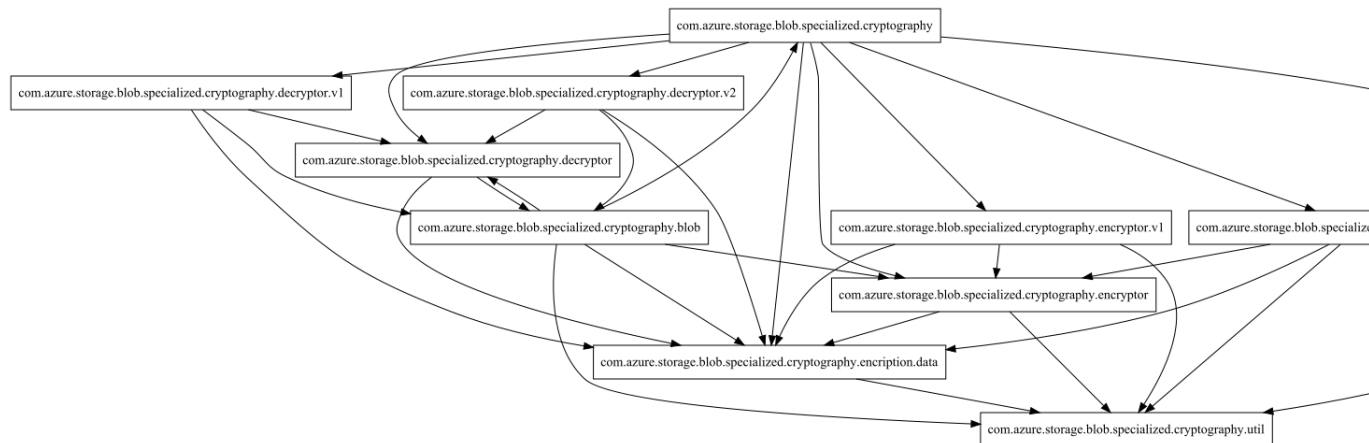 com.azure.storage.blob.specialized.cryptography
com.azure.storage.blob.specialized.cryptography.decryptor.v1
com.azure.storage.blob.specialized.cryptography.decryptor.v2
com.azure.storage.blob.specialized.cryptography.decryptor
com.azure.storage.blob.specialized.cryptography.blob
com.azure.storage.blob.specialized.cryptography.encryptor.v1
com.azure.storage.blob.specialize
com.azure.storage.blob.specialized.cryptography.encryptor
com.azure.storage.blob.specialized.cryptography.encription.data
com.azure.storage.blob.specialized.cryptography.util